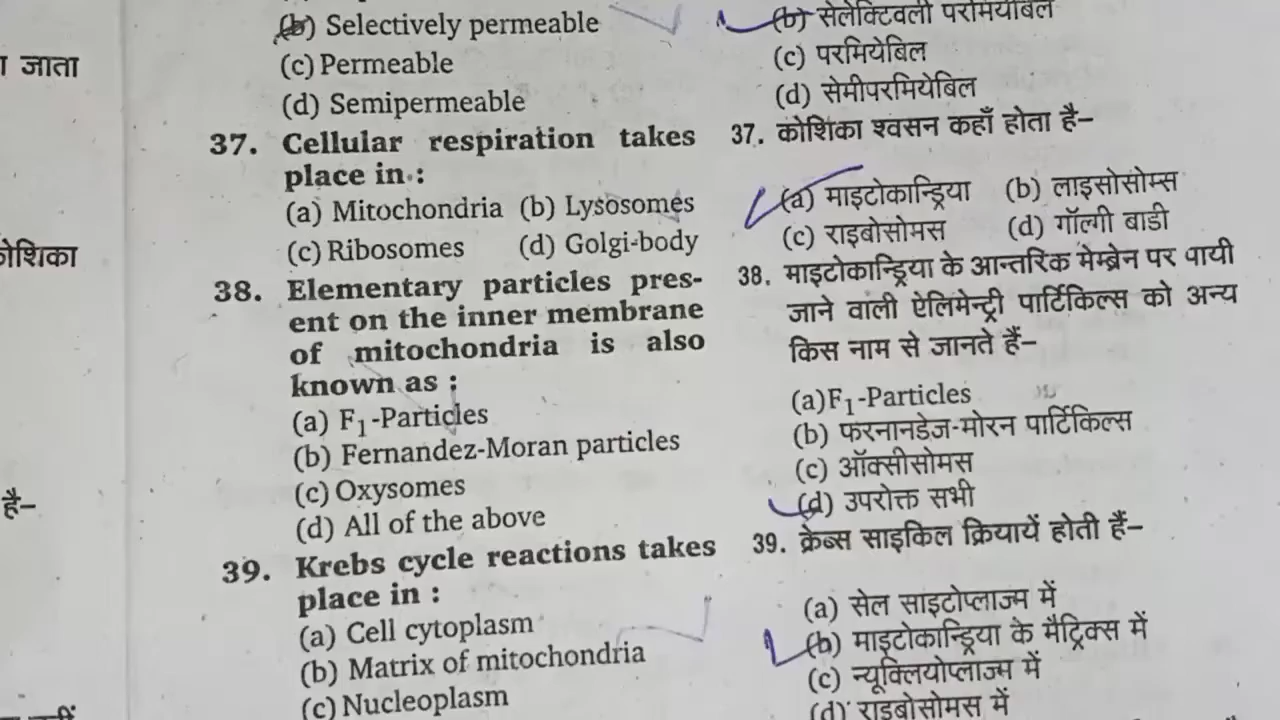 ा जाता
कोशिका
है–
(b) Selectively permeable
(c) Permeable
(d) Semipermeable
37. Cellular respiration takes
place in :
(a) Mitochondria (b) Lysosomes
(c) Ribosomes (d) Golgi-body
38. Elementary particles pres-
ent on the inner membrane
of mitochondria is also
known as :
(a) F₁-Particles
(b) Fernandez-Moran particles
(c) Oxysomes
(d) All of the above
39. Krebs cycle reactions takes
place in :
(a) Cell cytoplasm
(b) Matrix of mitochondria
(c) Nucleoplasm
(b) सेलेक्टिवली परमियेबिल
(c) परमियेबिल
(d) सेमीपरमियेबिल
37. कोशिका श्वसन कहाँ होता है–
(a) माइटोकान्ड्रिया (b) लाइसोसोम्स
(c) राइबोसोमस (d) गॉल्गी बाडी
38. माइटोकान्ड्रिया के आन्तरिक मेम्ब्रेन पर पायी
जाने वाली ऐलिमेन्ट्री पार्टिकिल्स को अन्य
किस नाम से जानते हैं–
(a) F₁-Particles
(b) फरनानडेज-मोरन पार्टिकिल्स
(c) ऑक्सीसोमस
(d) उपरोक्त सभी
39. क्रेब्स साइकिल क्रियायें होती हैं–
(a) सेल साइटोप्लाज्म में
(b) माइटोकान्ड्रिया के मैट्रिक्स में
(c) न्यूक्लियोप्लाज्म में
(d) राइबोसोमस में